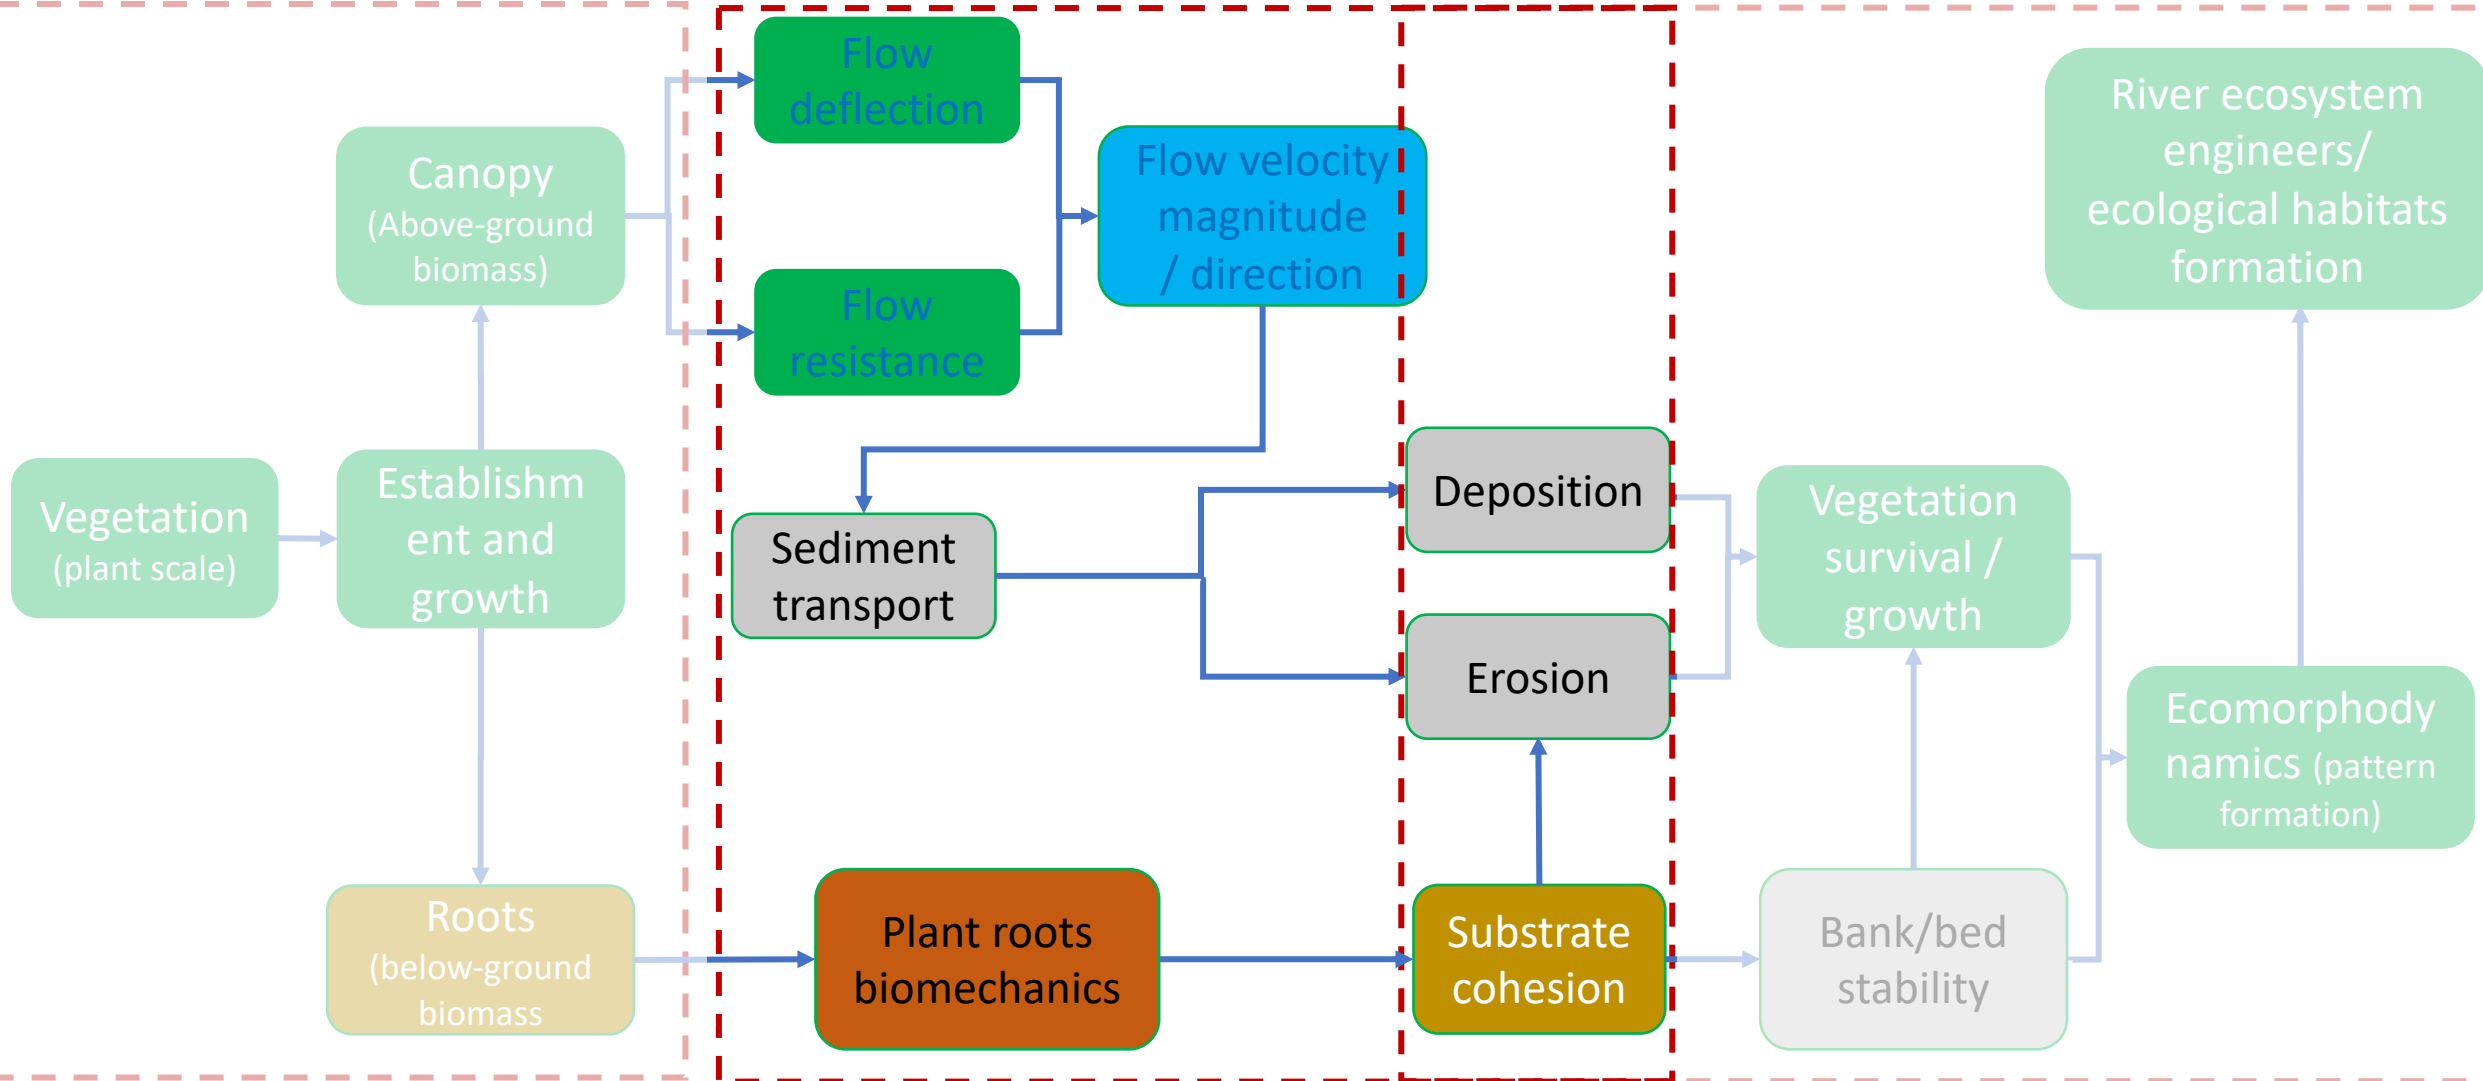 Vegetation
(plant scale)
Establishm
ent and
growth
Canopy
(Above-ground
biomass)
Roots
(below-ground
biomass
Flow
deflection
Flow
resistance
Flow velocity
magnitude
/ direction
Sediment
transport
Plant roots
biomechanics
Deposition
Erosion
Substrate
cohesion
Vegetation
survival /
growth
Bank/bed
stability
River ecosystem
engineers/
ecological habitats
formation
Ecomorphody
namics (pattern
formation)